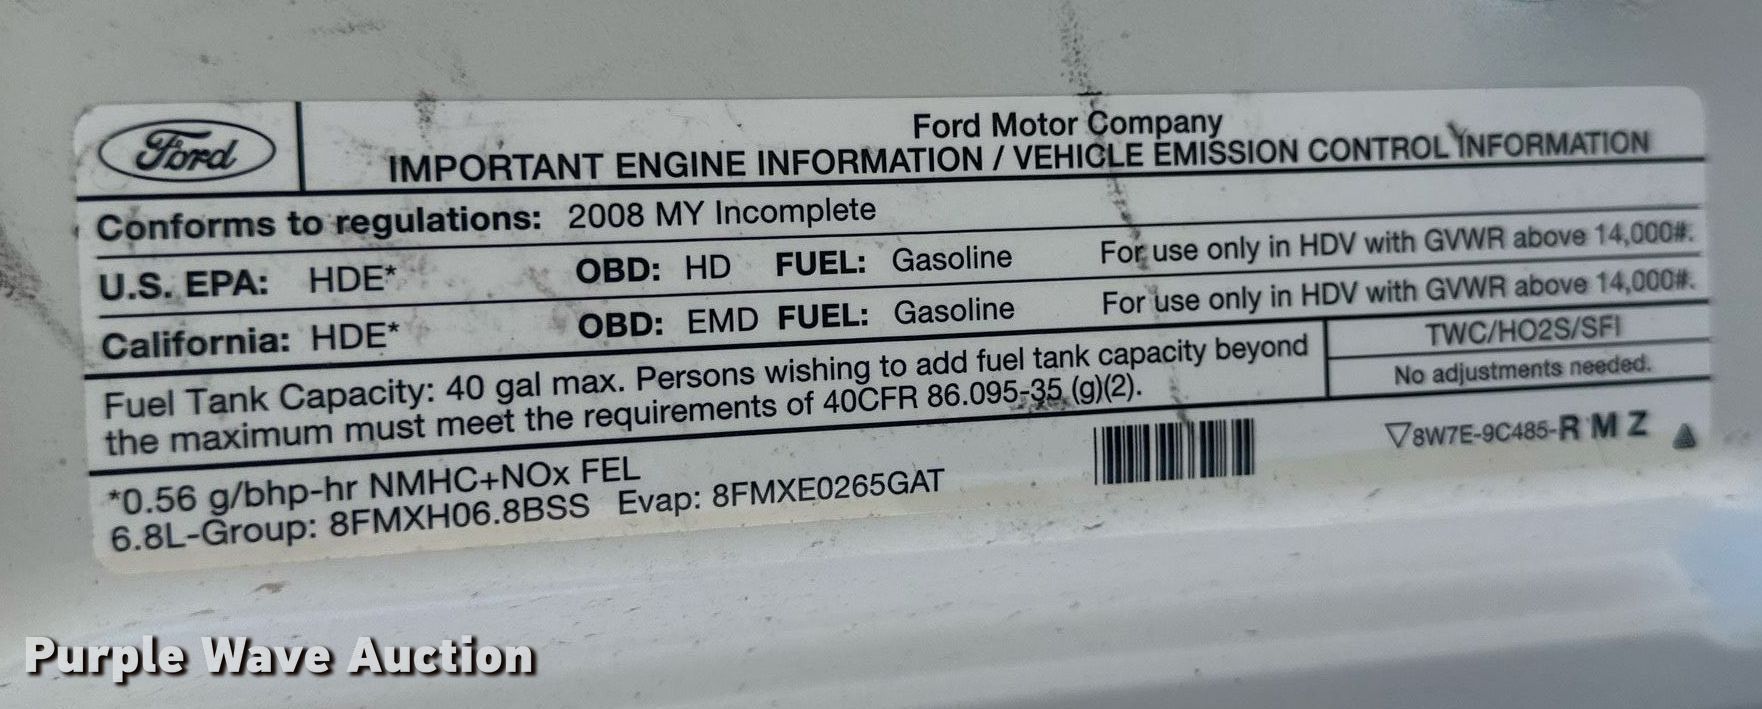 Ford
Ford Motor Company
IMPORTANT ENGINE INFORMATION / VEHICLE EMISSION CONTROL INFORMATION
Conforms to regulations: 2008 MY Incomplete
U.S. EPA: HDE* OBD: HD FUEL: Gasoline For use only in HDV with GVWR above 14,000#.
California: HDE* OBD: EMD FUEL: Gasoline For use only in HDV with GVWR above 14,000#.
Fuel Tank Capacity: 40 gal max. Persons wishing to add fuel tank capacity beyond
the maximum must meet the requirements of 40CFR 86.095-35 (g)(2).
TWC/HO2S/SFI
No adjustments needed.
*0.56 g/bhp-hr NMHC+NOx FEL
6.8L-Group: 8FMXH06.8BSS Evap: 8FMXE0265GAT
▽8W7E-9C485-R M Z
Purple Wave Auction